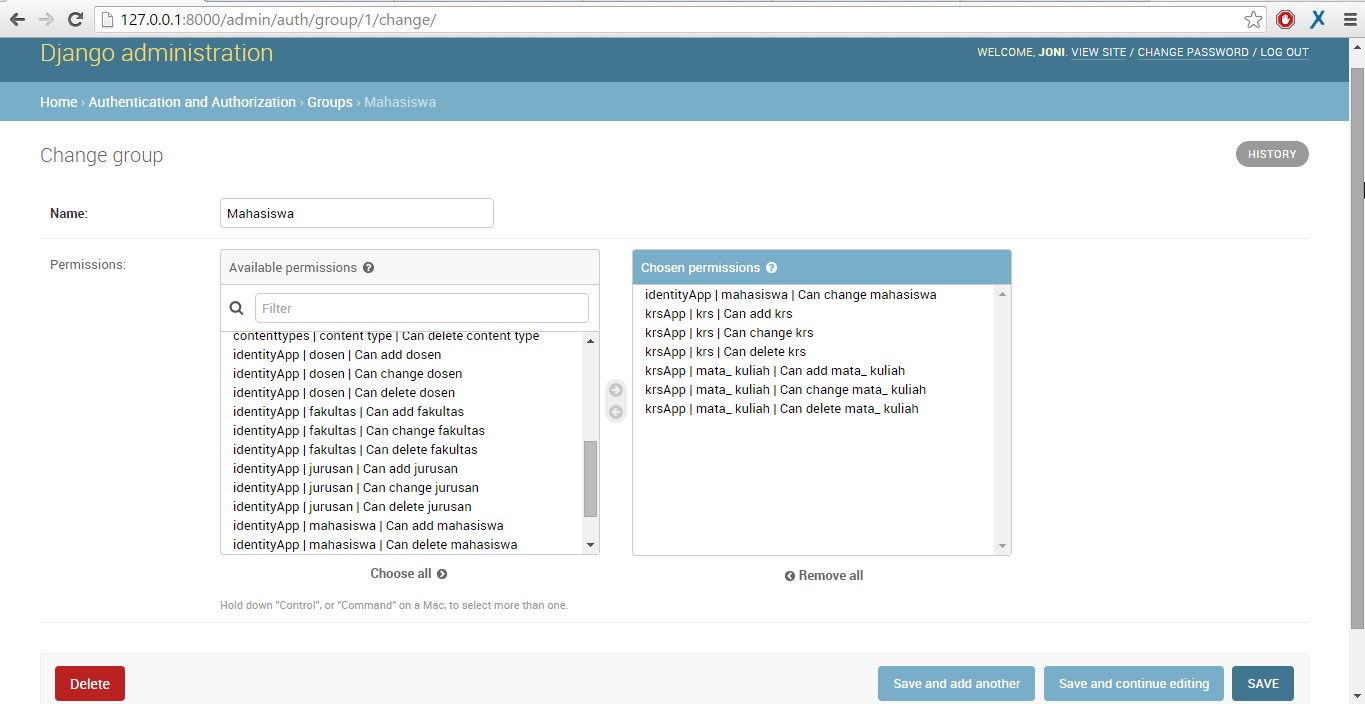 127.0.0.1:8000/admin/auth/group/1/change/
Django administration
WELCOME, JONI. VIEW SITE / CHANGE PASSWORD / LOG OUT
Home › Authentication and Authorization › Groups › Mahasiswa
Change group
HISTORY
Name:
Mahasiswa
Permissions:
Available permissions
Filter
contenttypes | content type | Can delete content type
identityApp | dosen | Can add dosen
identityApp | dosen | Can change dosen
identityApp | dosen | Can delete dosen
identityApp | fakultas | Can add fakultas
identityApp | fakultas | Can change fakultas
identityApp | fakultas | Can delete fakultas
identityApp | jurusan | Can add jurusan
identityApp | jurusan | Can change jurusan
identityApp | jurusan | Can delete jurusan
identityApp | mahasiswa | Can add mahasiswa
identityApp | mahasiswa | Can delete mahasiswa
Choose all
Chosen permissions
identityApp | mahasiswa | Can change mahasiswa
krsApp | krs | Can add krs
krsApp | krs | Can change krs
krsApp | krs | Can delete krs
krsApp | mata_ kuliah | Can add mata_ kuliah
krsApp | mata_ kuliah | Can change mata_ kuliah
krsApp | mata_ kuliah | Can delete mata_ kuliah
Remove all
Hold down "Control", or "Command" on a Mac, to select more than one.
Delete
Save and add another
Save and continue editing
SAVE